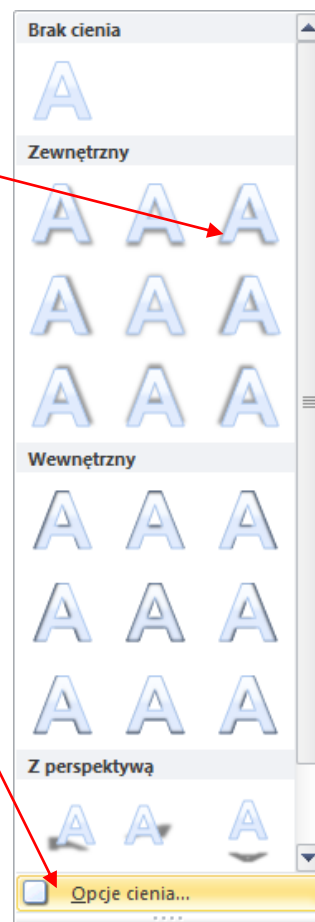 Brak cienia
A
Zewnętrzny
A A A
A A A
A A A
Wewnętrzny
A A A
A A A
A A A
Z perspektywą
A A A
Opcje cienia...